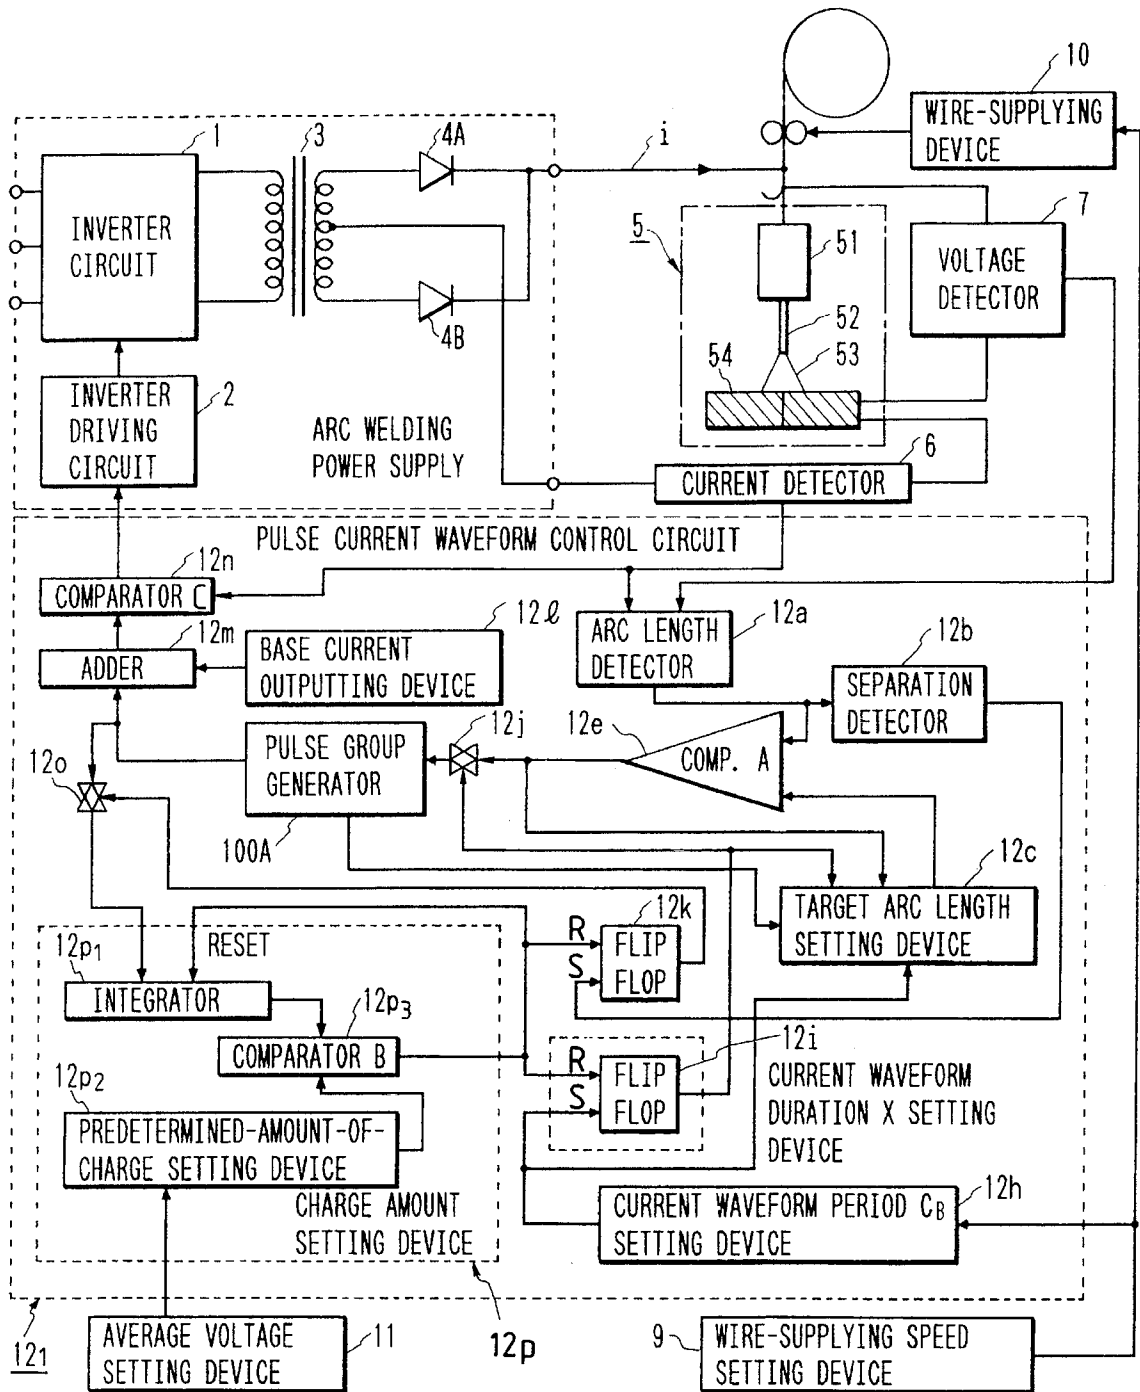 10
WIRE-SUPPLYING
DEVICE
1
3
4A
i
INVERTER
CIRCUIT
4B
5
51
52
53
54
7
VOLTAGE
DETECTOR
INVERTER
DRIVING
CIRCUIT
2
ARC WELDING
POWER SUPPLY
6
CURRENT DETECTOR
PULSE CURRENT WAVEFORM CONTROL CIRCUIT
12n
COMPARATOR C
12m
ADDER
12ℓ
BASE CURRENT
OUTPUTTING DEVICE
ARC LENGTH
DETECTOR
12a
12b
SEPARATION
DETECTOR
12j
12e
COMP. A
PULSE GROUP
GENERATOR
100A
12o
12c
TARGET ARC LENGTH
SETTING DEVICE
12k
R
S
FLIP
FLOP
RESET
12p1
INTEGRATOR
12p3
COMPARATOR B
12p2
PREDETERMINED-AMOUNT-OF-
CHARGE SETTING DEVICE
CHARGE AMOUNT
SETTING DEVICE
12i
R
S
FLIP
FLOP
CURRENT WAVEFORM
DURATION X SETTING
DEVICE
12h
CURRENT WAVEFORM PERIOD CB
SETTING DEVICE
121
AVERAGE VOLTAGE
SETTING DEVICE
11
12p
9
WIRE-SUPPLYING SPEED
SETTING DEVICE